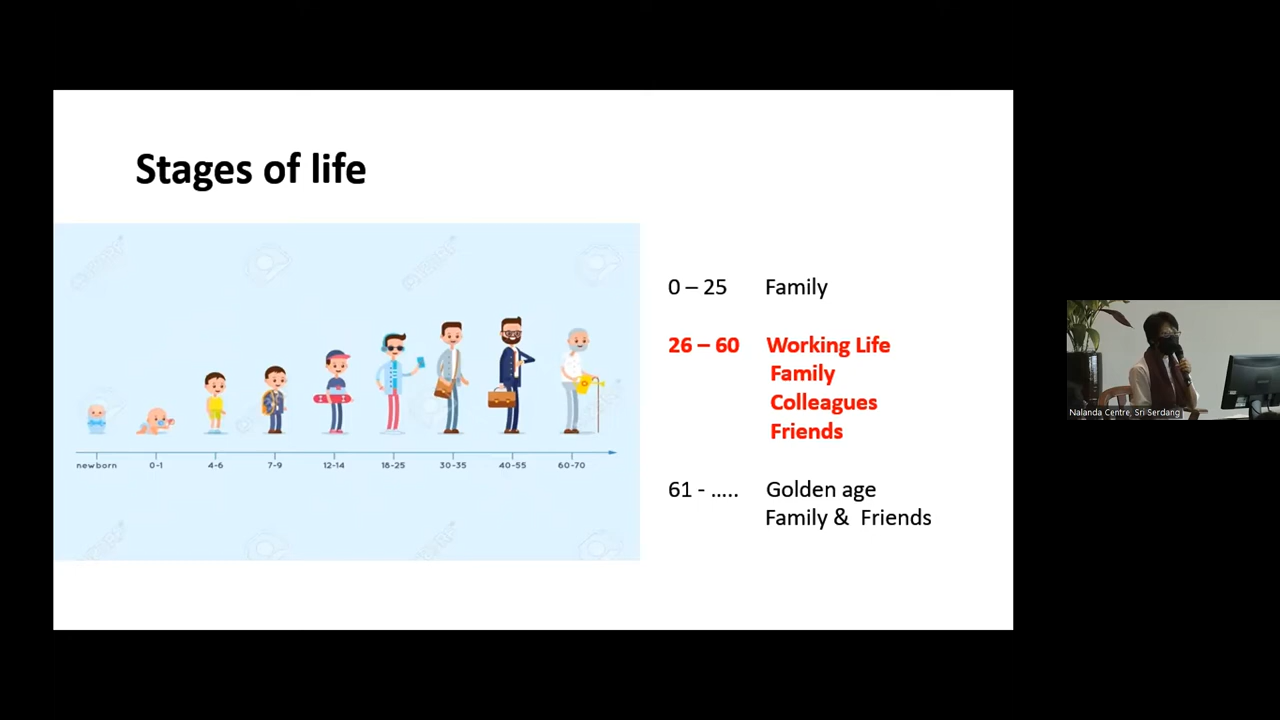 Stages of life
newborn
0-1
4-6
7-9
12-14
18-25
30-35
40-55
60-70
0 – 25 Family
26 – 60 Working Life
Family
Colleagues
Friends
61 - ..... Golden age
Family & Friends
Nalanda Centre, Sri Serdang